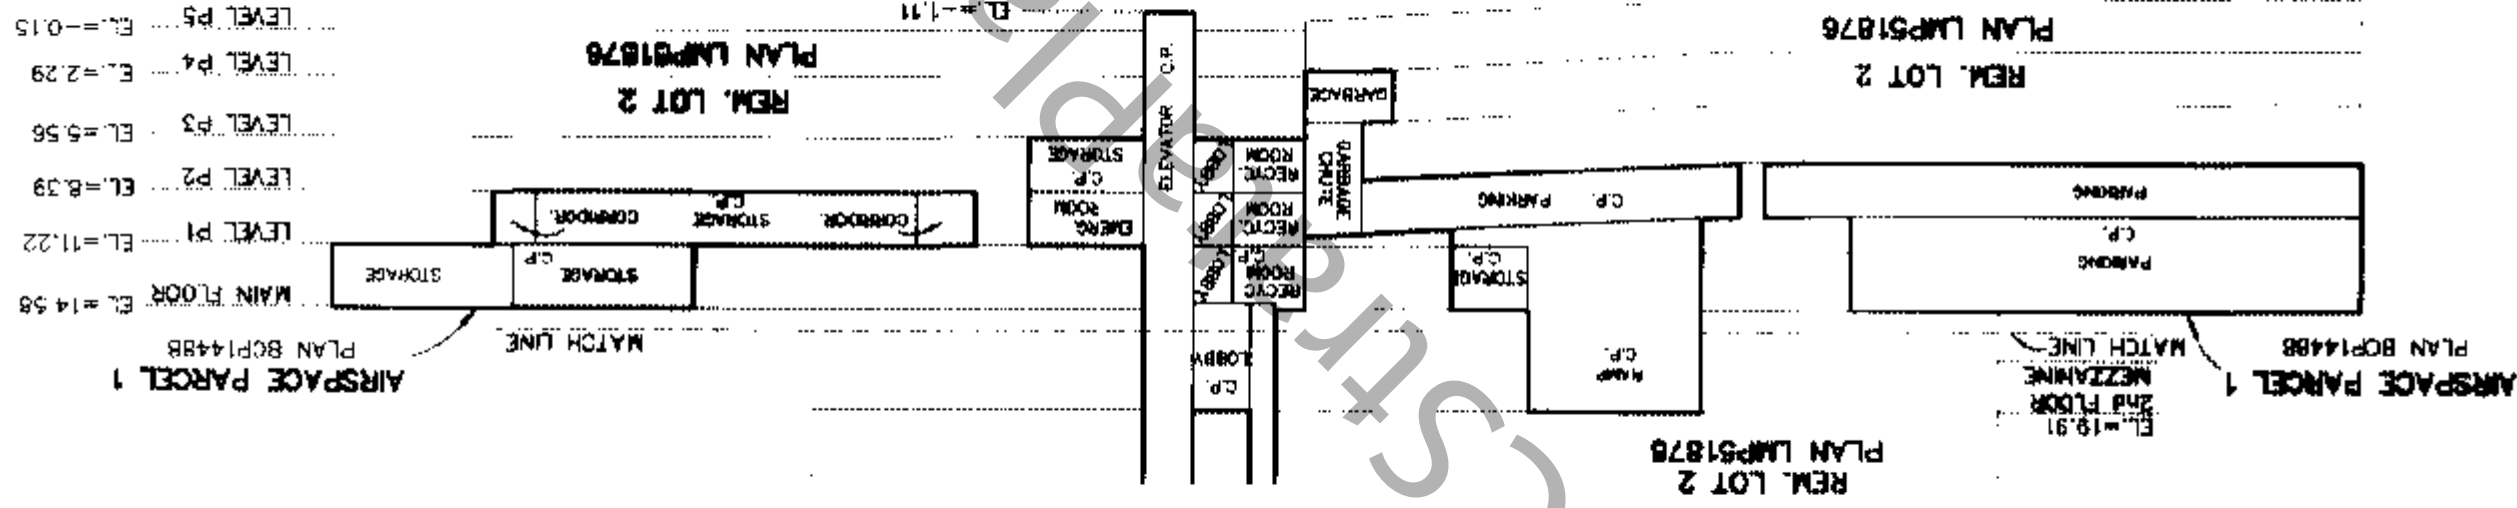 REM. LOT 2
PLAN LMP51876
EL.=19.91
2nd FLOOR
MEZZANINE
MATCH LINE
AIRSPACE PARCEL 1
PLAN BCP14488
RAMP
C.P.
C.P.
LOBBY
MATCH LINE
AIRSPACE PARCEL 1
PLAN BCP14488
PARKING
C.P.
PARKING
C.P. PARKING
STORAGE
C.P.
GARBAGE
CHUTE
GARBAGE
RECYC
ROOM
C.P.
RECYC.
ROOM
RECYC.
ROOM
LOBBY
LOBBY
LOBBY
ELEVATOR C.P.
EMERG
ROOM
C.P.
STORAGE
STORAGE
C.P.
STORAGE
CORRIDOR
STORAGE
C.P.
CORRIDOR
MAIN FLOOR EL.=14.58
LEVEL P1 EL.=11.22
LEVEL P2 EL.=8.39
LEVEL P3 EL.=5.56
LEVEL P4 EL.=2.29
LEVEL P5 EL.=-0.15
REM. LOT 2
PLAN LMP51876
REM. LOT 2
PLAN LMP51876
EL.=-1.11